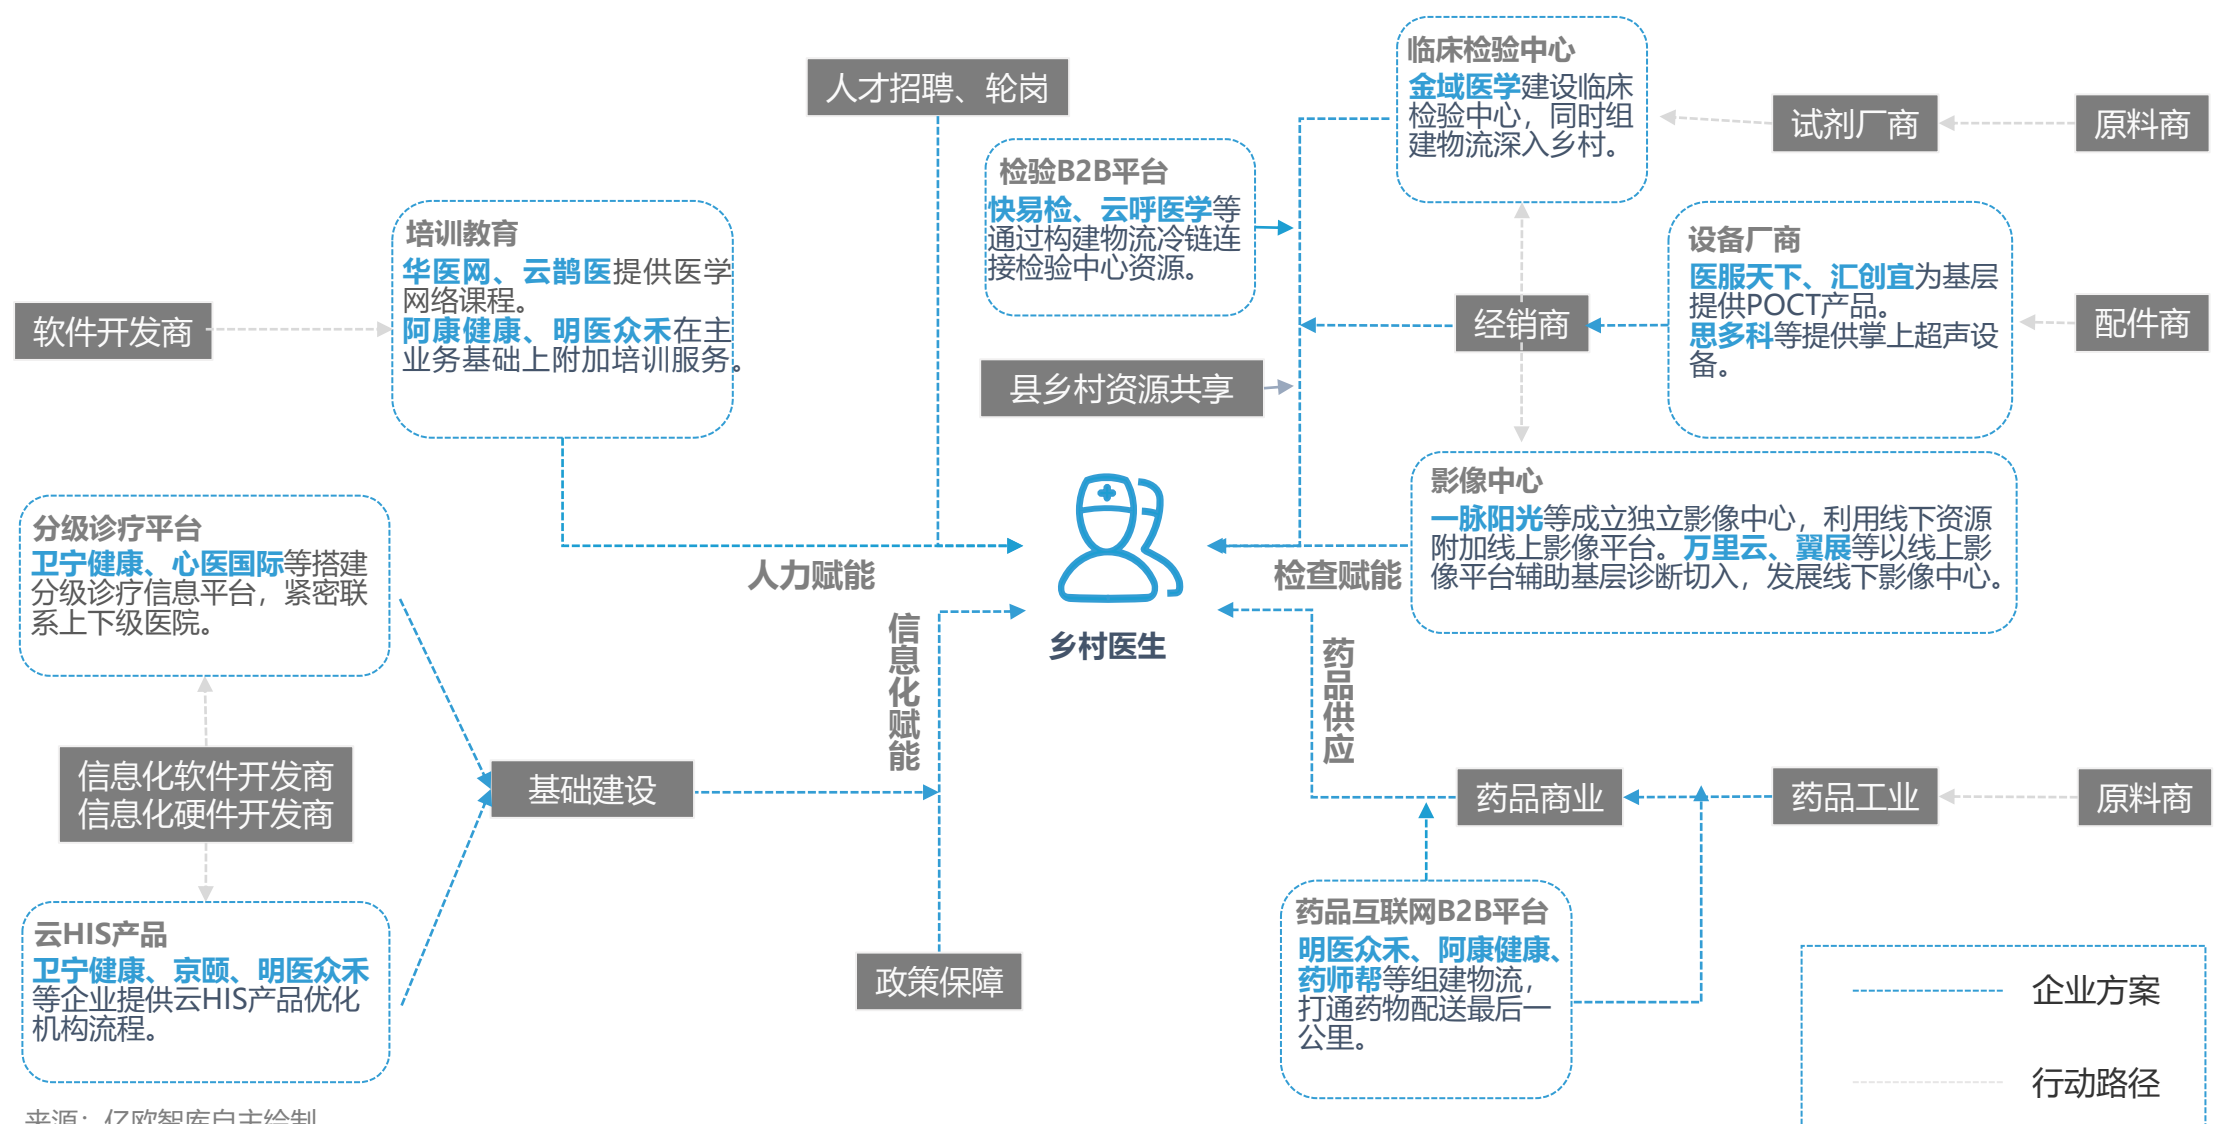 人才招聘、轮岗
临床检验中心
金域医学建设临床
检验中心，同时组
建物流深入乡村。
试剂厂商
原料商
检验B2B平台
快易检、云呼医学等
通过构建物流冷链连
接检验中心资源。
培训教育
华医网、云鹊医提供医学
网络课程。
阿康健康、明医众禾在主
业务基础上附加培训服务。
软件开发商
设备厂商
医服天下、汇创宜为基层
提供POCT产品。
思多科等提供掌上超声设
备。
经销商
配件商
县乡村资源共享
影像中心
一脉阳光等成立独立影像中心，利用线下资源
附加线上影像平台。万里云、翼展等以线上影
像平台辅助基层诊断切入，发展线下影像中心。
分级诊疗平台
卫宁健康、心医国际等搭建
分级诊疗信息平台，紧密联
系上下级医院。
人力赋能
检查赋能
乡村医生
信息化赋能
药品供应
信息化软件开发商
信息化硬件开发商
基础建设
药品商业
药品工业
原料商
云HIS产品
卫宁健康、京颐、明医众禾
等企业提供云HIS产品优化
机构流程。
政策保障
药品互联网B2B平台
明医众禾、阿康健康、
药师帮等组建物流，
打通药物配送最后一
公里。
企业方案
行动路径
来源：亿欧智库自主绘制